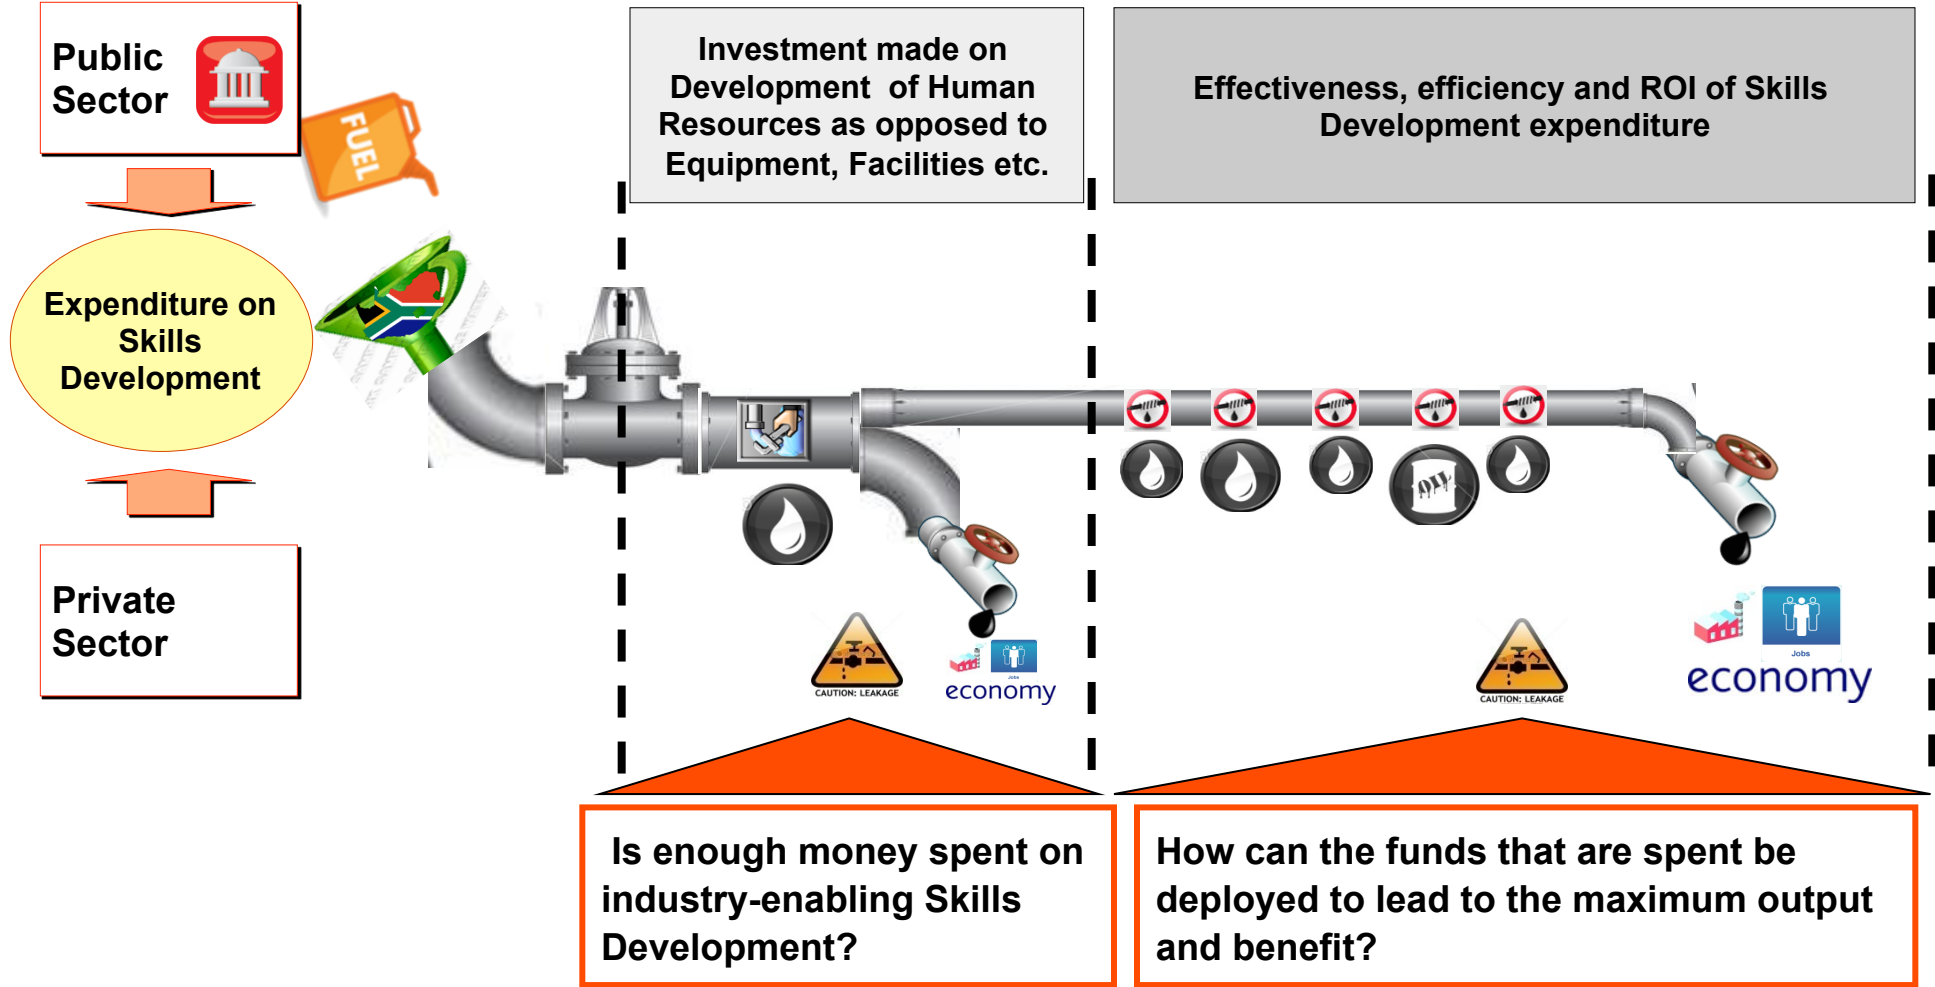 Public
Sector
FUEL
Expenditure on
Skills
Development
Private
Sector
Investment made on
Development of Human
Resources as opposed to
Equipment, Facilities etc.
Effectiveness, efficiency and ROI of Skills
Development expenditure
OIL
CAUTION: LEAKAGE
Jobs
economy
CAUTION: LEAKAGE
Jobs
economy
Is enough money spent on
industry-enabling Skills
Development?
How can the funds that are spent be
deployed to lead to the maximum output
and benefit?